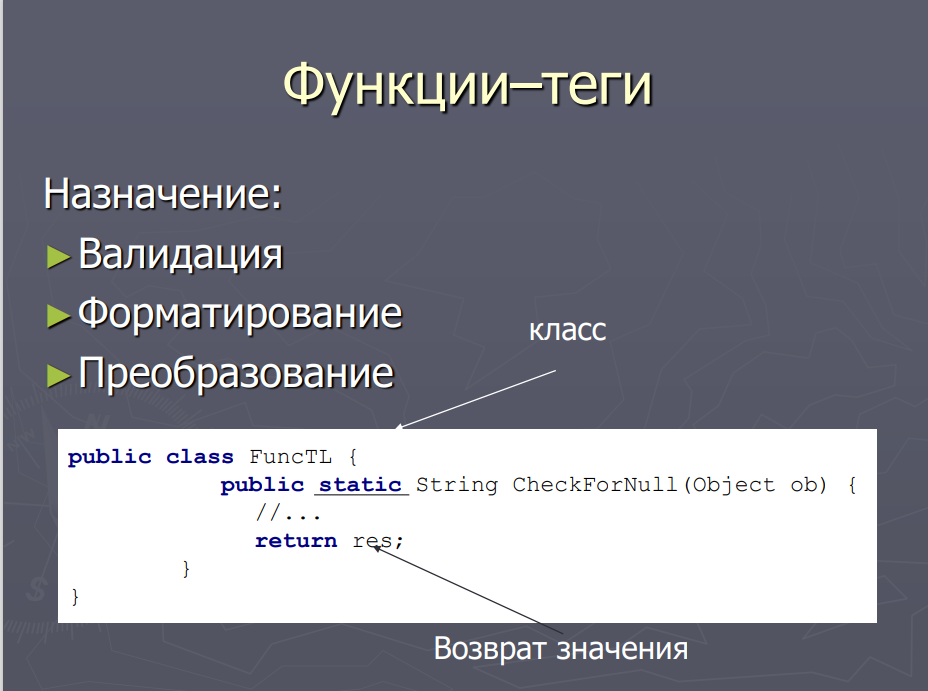 Функции–теги
Назначение:
►Валидация
►Форматирование
►Преобразование
класс
public class FuncTL {
public static String CheckForNull(Object ob) {
//...
return res;
}
}
Возврат значения